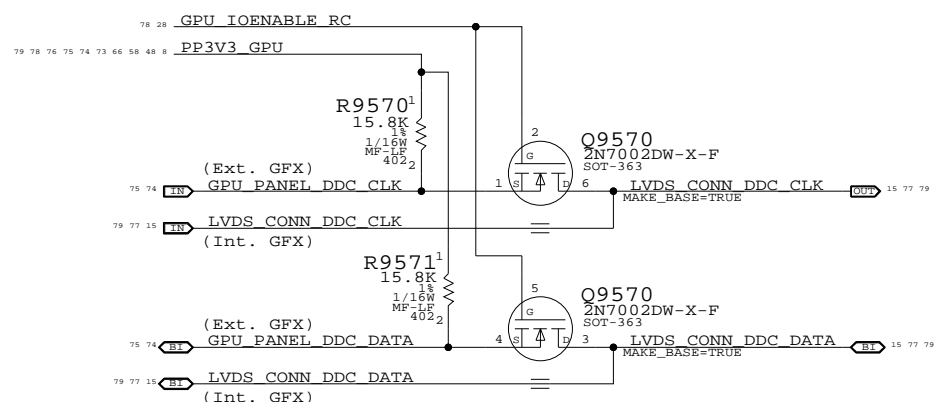 78 28 GPU_IOENABLE_RC
79 78 76 75 74 73 66 58 48 8 PP3V3_GPU
R9570 1
15.8K
1%
1/16W
MF-LF
402 2
2
Q9570
2N7002DW-X-F
SOT-363
G
(Ext. GFX)
75 74 IN GPU_PANEL_DDC_CLK 1 S D 6 LVDS_CONN_DDC_CLK OUT 15 77 79
MAKE_BASE=TRUE
79 77 15 IN LVDS_CONN_DDC_CLK
(Int. GFX)
R9571 1
15.8K
1%
1/16W
MF-LF
402 2
5
Q9570
2N7002DW-X-F
SOT-363
G
(Ext. GFX)
75 74 BI GPU_PANEL_DDC_DATA 4 S D 3 LVDS_CONN_DDC_DATA BI 15 77 79
MAKE_BASE=TRUE
79 77 15 BI LVDS_CONN_DDC_DATA
(Int. GFX)